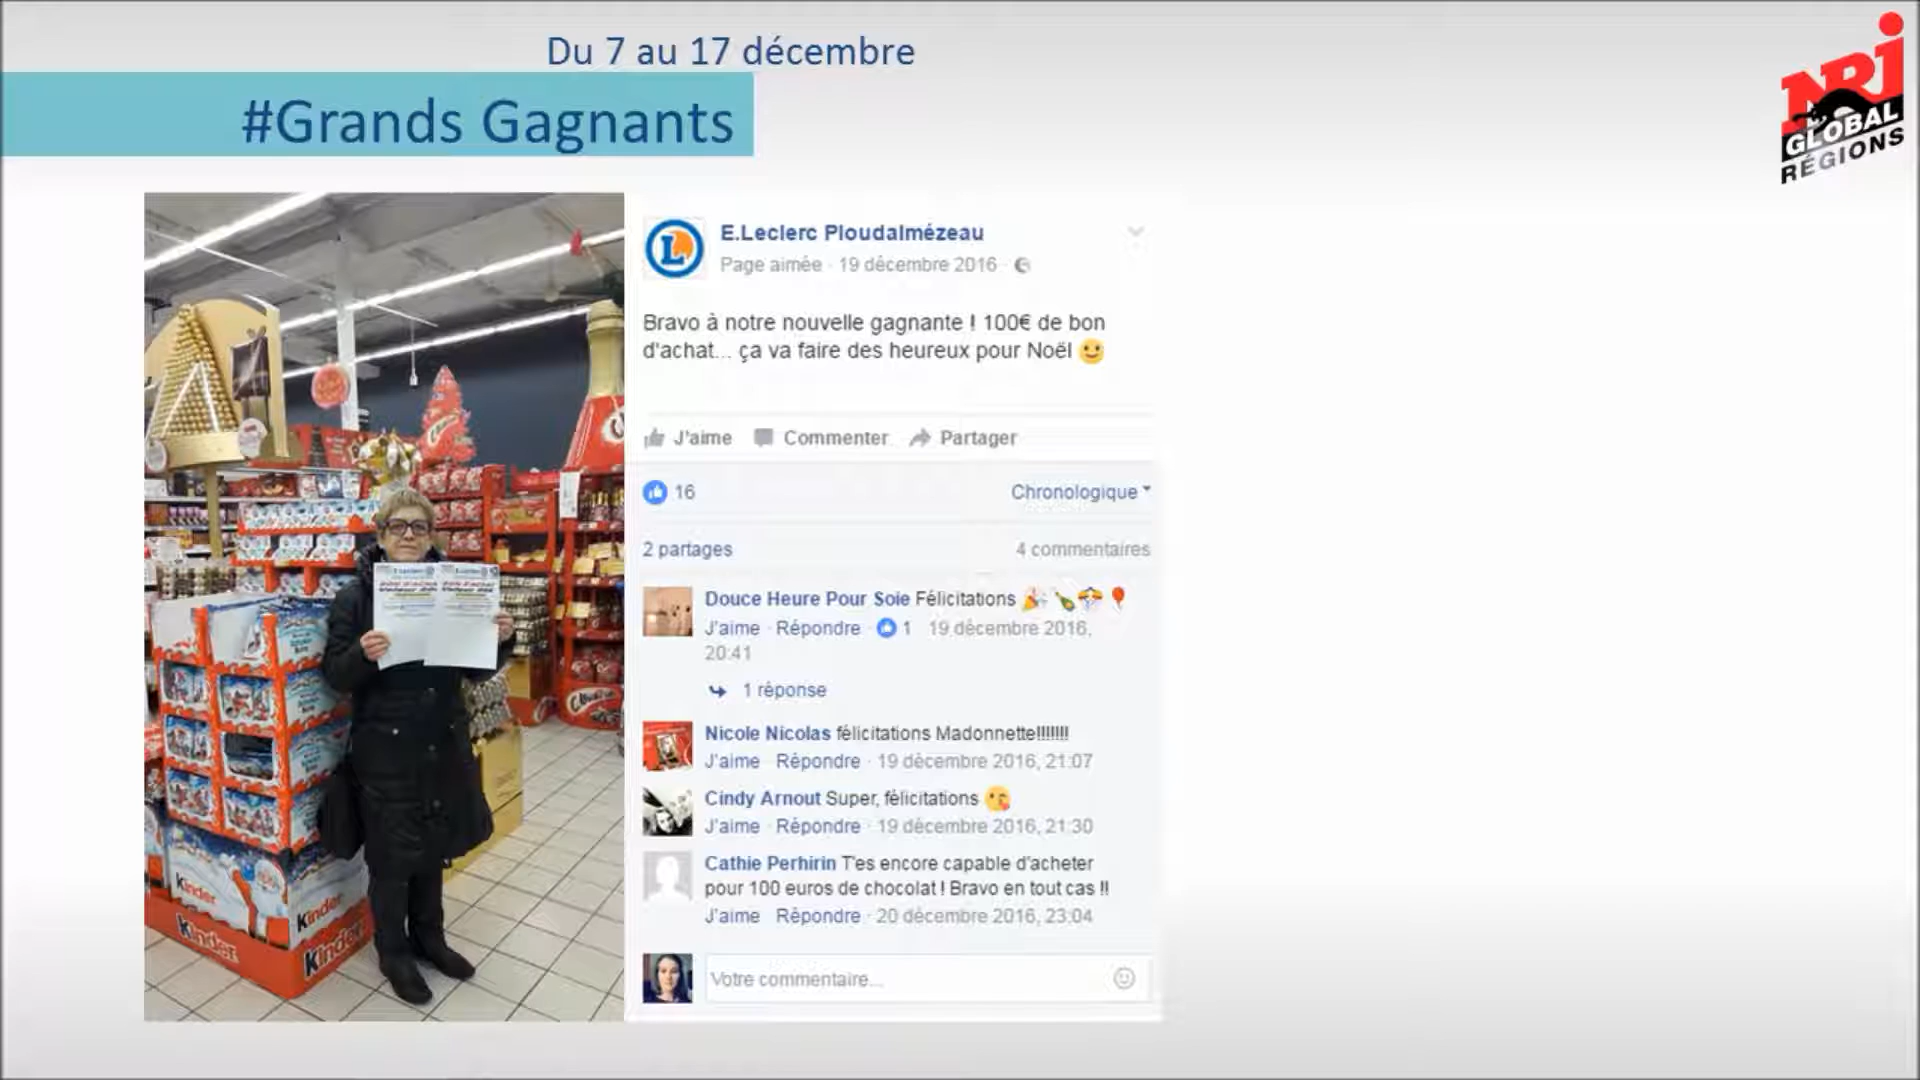 Du 7 au 17 décembre
#Grands Gagnants
NRJ
GLOBAL
RÉGIONS
E.Leclerc Ploudalmézeau
Page aimée · 19 décembre 2016 ·
Bravo à notre nouvelle gagnante ! 100€ de bon
d'achat... ça va faire des heureux pour Noël 🙂
J'aime Commenter Partager
16 Chronologique
2 partages 4 commentaires
Douce Heure Pour Soie Félicitations 🎉🍾🎊🎈
J'aime · Répondre · 1 · 19 décembre 2016,
20:41
1 réponse
Nicole Nicolas félicitations Madonnette!!!!!!!
J'aime · Répondre · 19 décembre 2016, 21:07
Cindy Arnout Super, félicitations 😘
J'aime · Répondre · 19 décembre 2016, 21:30
Cathie Perhirin T'es encore capable d'acheter
pour 100 euros de chocolat ! Bravo en tout cas !!
J'aime · Répondre · 20 décembre 2016, 23:04
Votre commentaire...
Kinder
Kinder
Kinder
Kinder